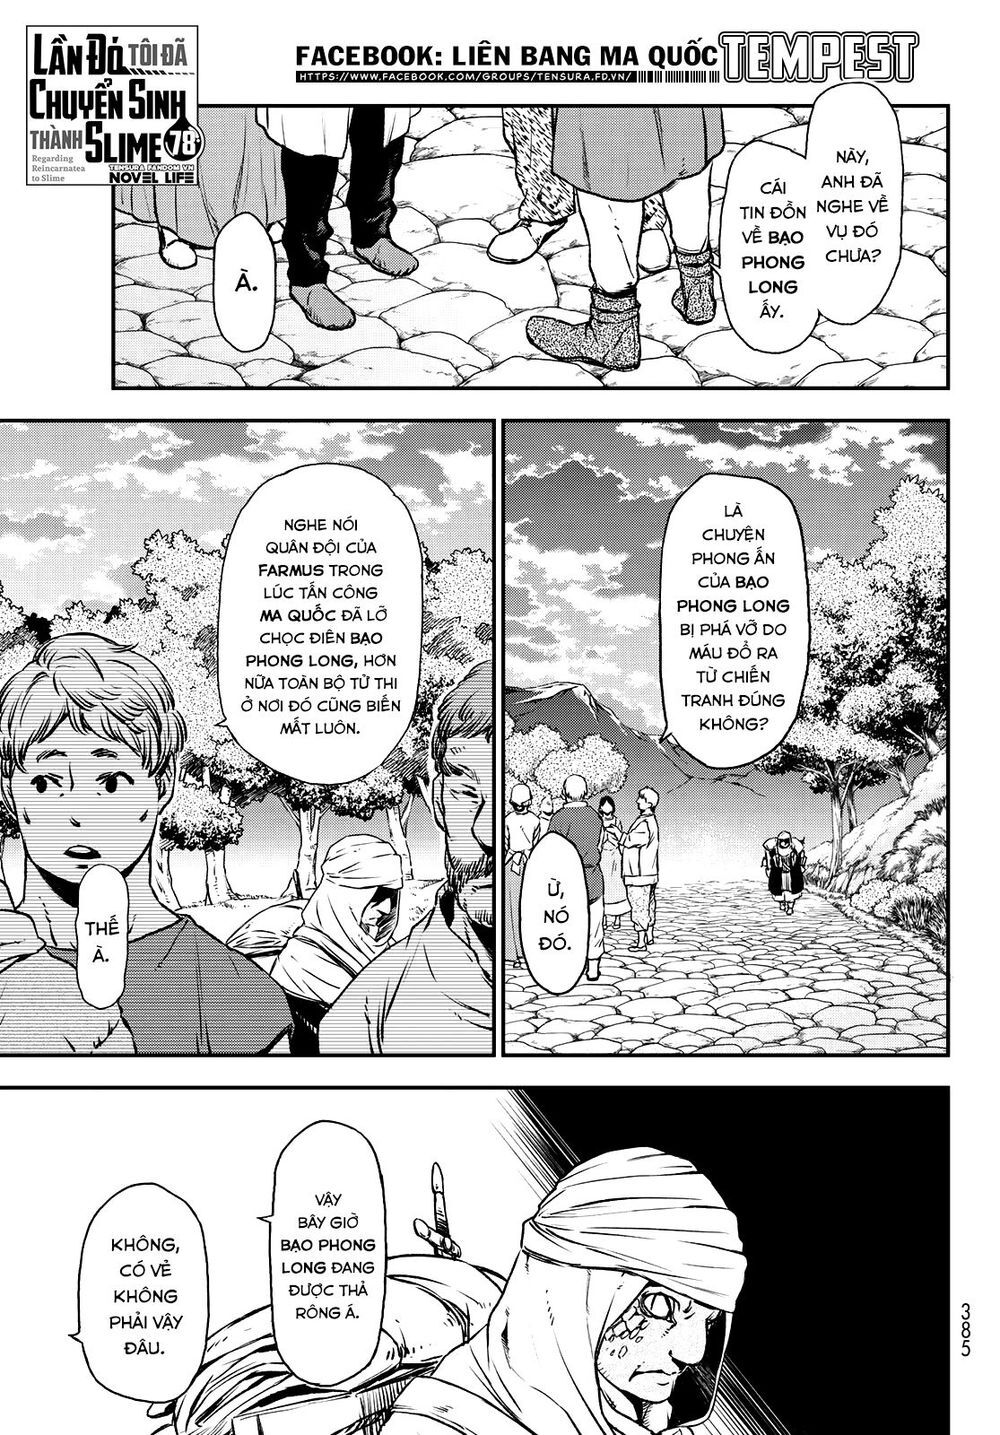 LẦN ĐÓ TÔI ĐÃ
CHUYỂN SINH
THÀNH SLIME 78
Regarding
Reincarnatea
to Slime
TENSURA FANDOM VN
NOVEL LIFE
FACEBOOK: LIÊN BANG MA QUỐC TEMPEST
HTTPS://WWW.FACEBOOK.COM/GROUPS/TENSURA.FD.VN/
NÀY,
ANH ĐÃ
NGHE VỀ
VỤ ĐÓ
CHƯA?
CÁI
TIN ĐỒN
VỀ BẠO
PHONG
LONG
ẤY.
À.
LÀ
CHUYỆN
PHONG ẤN
CỦA BẠO
PHONG LONG
BỊ PHÁ VỠ DO
MÁU ĐỔ RA
TỪ CHIẾN
TRANH ĐÚNG
KHÔNG?
Ừ,
NÓ
ĐÓ.
NGHE NÓI
QUÂN ĐỘI CỦA
FARMUS TRONG
LÚC TẤN CÔNG
MA QUỐC ĐÃ LỠ
CHỌC ĐIÊN BẠO
PHONG LONG, HƠN
NỮA TOÀN BỘ TỬ THI
Ở NƠI ĐÓ CŨNG BIẾN
MẤT LUÔN.
THẾ
À.
VẬY
BÂY GIỜ
BẠO PHONG
LONG ĐANG
ĐƯỢC THẢ
RÔNG Á.
KHÔNG,
CÓ VẺ
KHÔNG
PHẢI VẬY
ĐÂU.
385